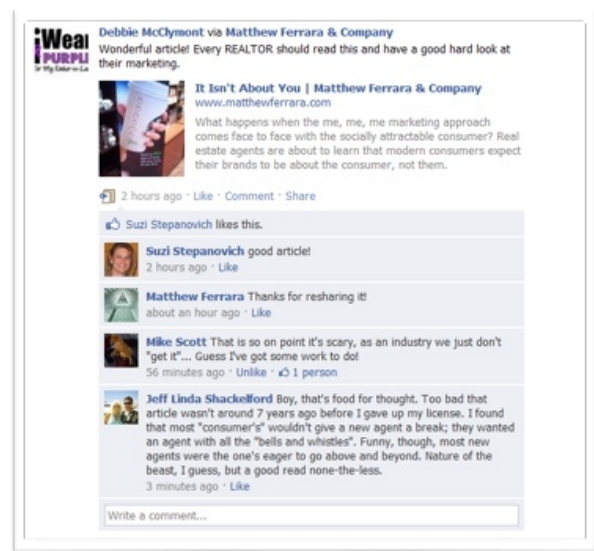 iWeai
PURPLI
Debbie McClymont via Matthew Ferrara & Company
Wonderful article! Every REALTOR should read this and have a good hard look at
their marketing.
It Isn't About You | Matthew Ferrara & Company
www.matthewferrara.com
What happens when the me, me, me marketing approach
comes face to face with the socially attractable consumer? Real
estate agents are about to learn that modern consumers expect
their brands to be about the consumer, not them.
2 hours ago · Like · Comment · Share
Suzi Stepanovich likes this.
Suzi Stepanovich good article!
2 hours ago · Like
Matthew Ferrara Thanks for resharing it!
about an hour ago · Like
Mike Scott That is so on point it's scary, as an industry we just don't
"get it"... Guess I've got some work to do!
56 minutes ago · Unlike · 1 person
Jeff Linda Shackelford Boy, that's food for thought. Too bad that
article wasn't around 7 years ago before I gave up my license. I found
that most "consumer's" wouldn't give a new agent a break; they wanted
an agent with all the "bells and whistles". Funny, though, most new
agents were the one's eager to go above and beyond. Nature of the
beast, I guess, but a good read none-the-less.
3 minutes ago · Like
Write a comment...